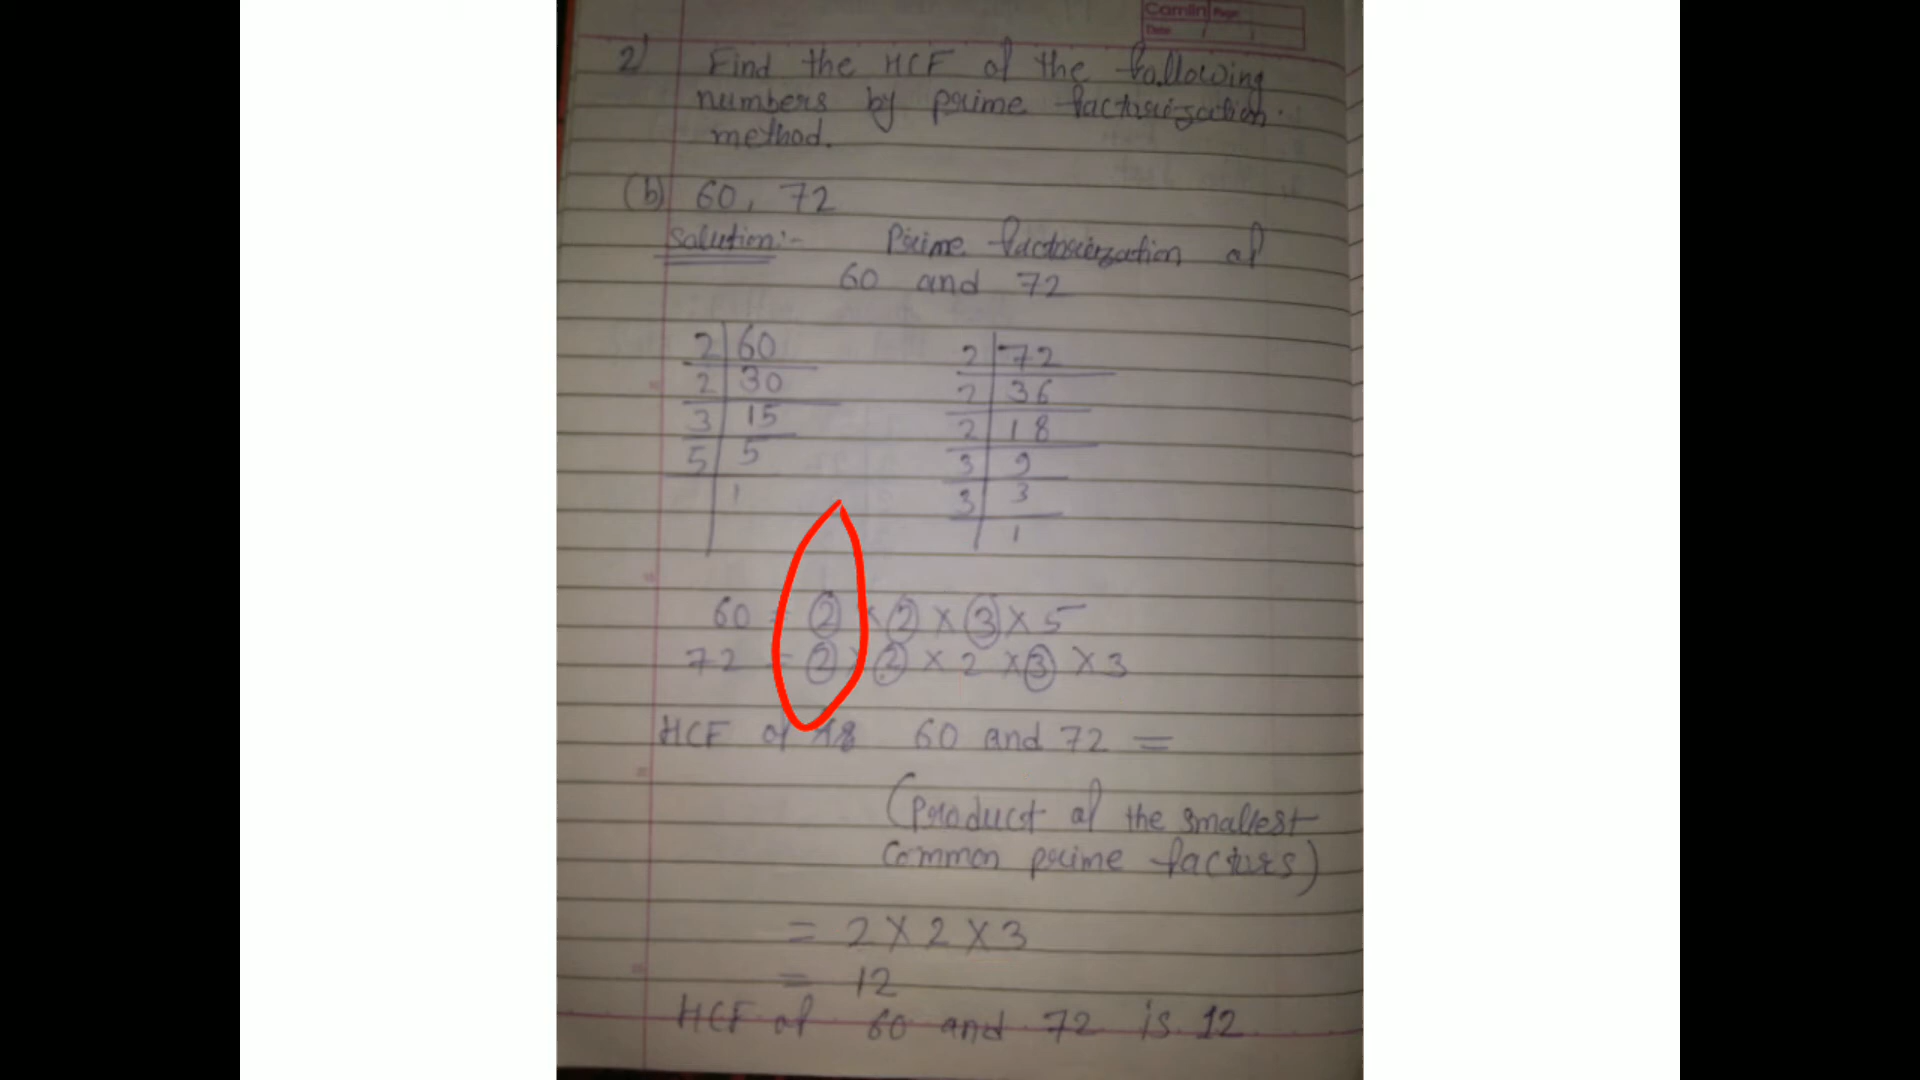 Camlin Page
Date / /
2) Find the HCF of the following
numbers by prime factorization
method.
(b) 60, 72
Solution:- Prime factorization of
60 and 72
2 60 2 72
2 30 2 36
3 15 2 18
5 5 3 9
1 3 3
1
60 = 2 × 2 × 3 × 5
72 = 2 × 2 × 2 × 3 × 3
HCF of 60 and 72 =
(Product of the smallest
Common prime factors)
= 2 × 2 × 3
= 12
HCF of 60 and 72 is 12